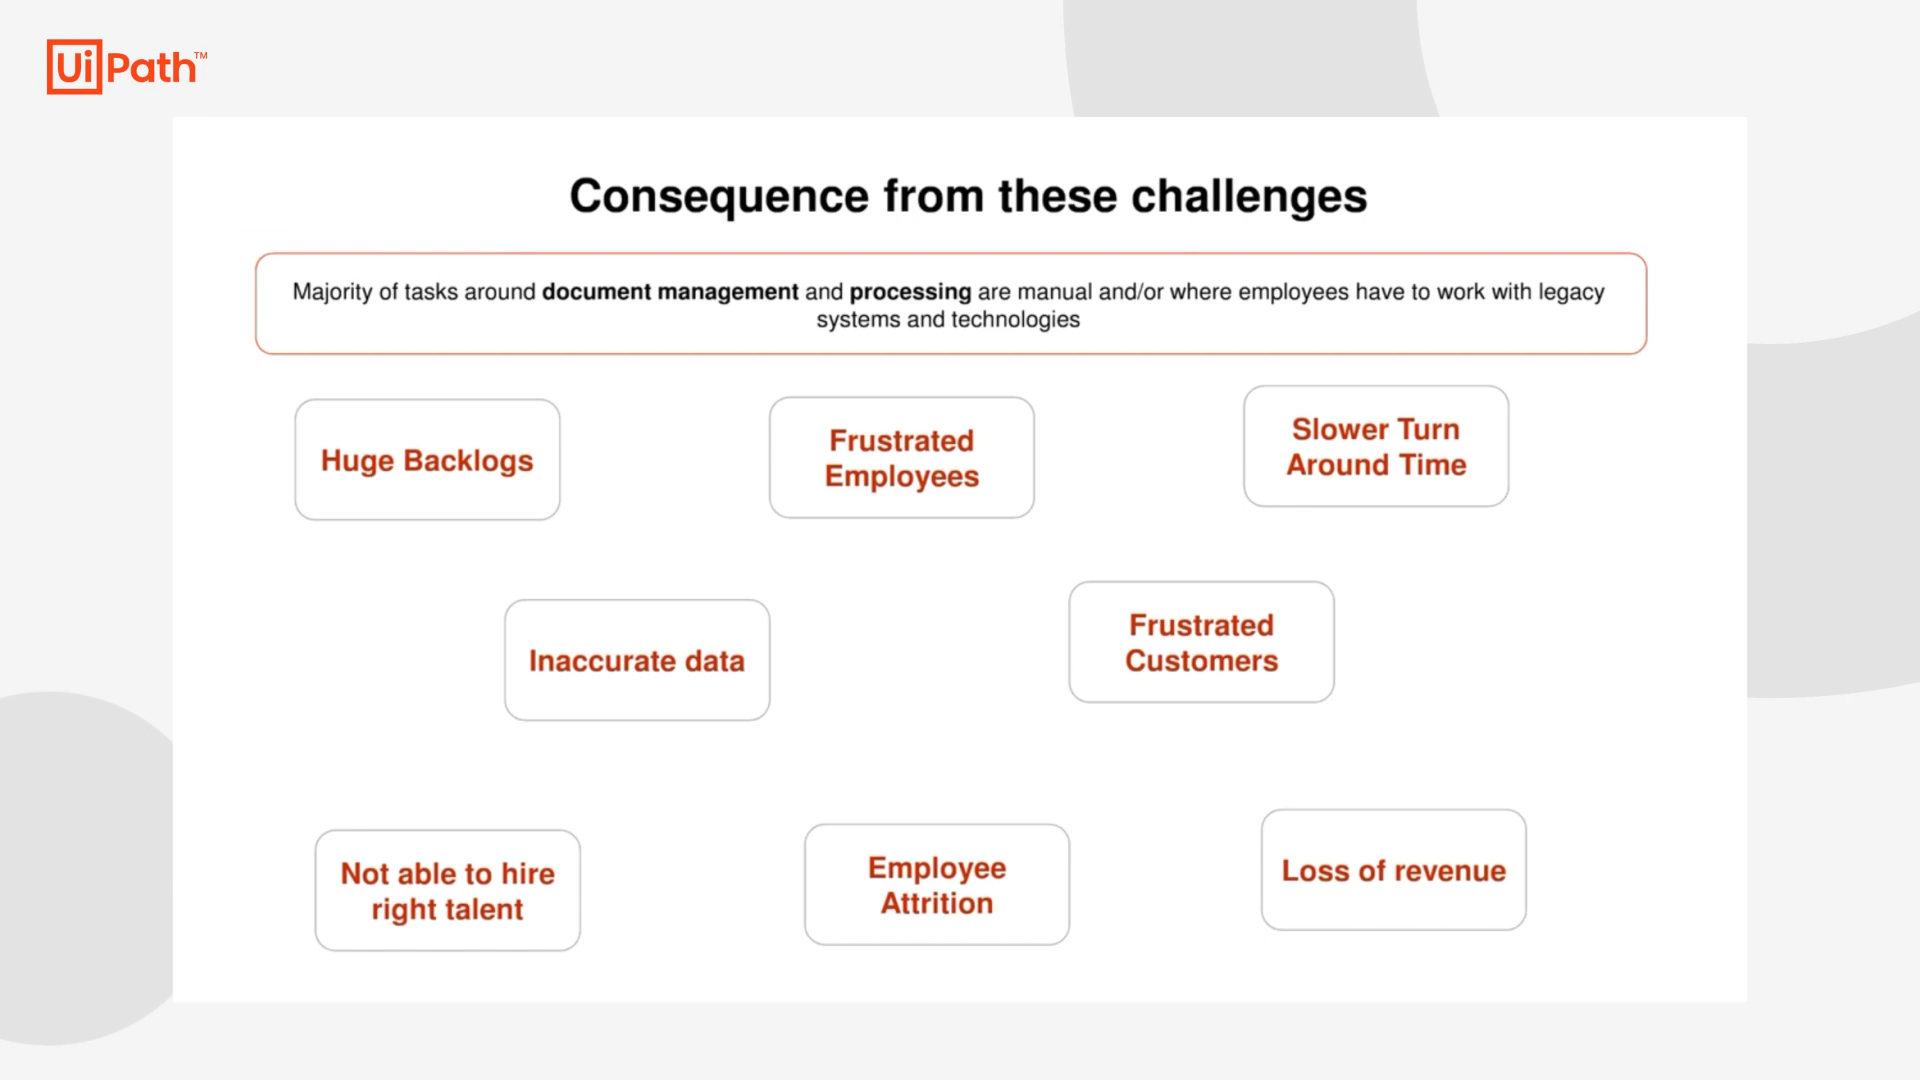 UiPath™
Consequence from these challenges
Majority of tasks around document management and processing are manual and/or where employees have to work with legacy
systems and technologies
Huge Backlogs
Frustrated
Employees
Slower Turn
Around Time
Inaccurate data
Frustrated
Customers
Not able to hire
right talent
Employee
Attrition
Loss of revenue